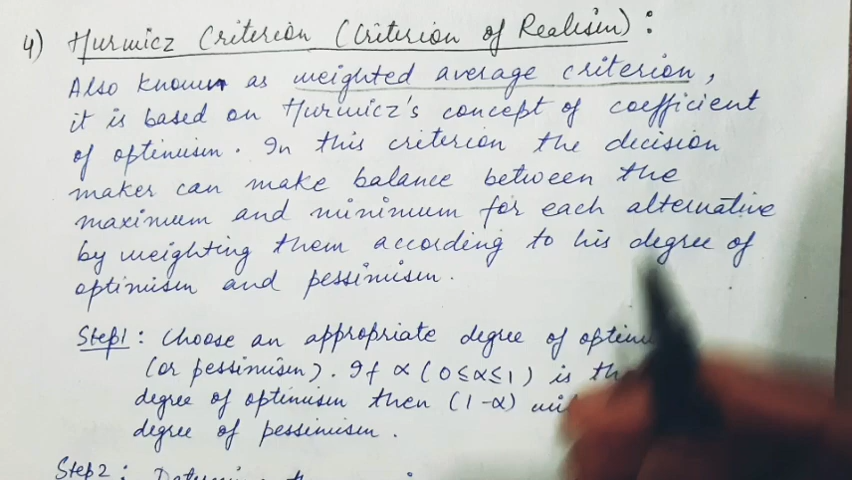 4) Hurwicz Criterion (Criterion of Realism) :
Also known as weighted average criterion,
it is based on Hurwicz's concept of coefficient
of optimism. In this criterion the decision
maker can make balance between the
maximum and minimum for each alternative
by weighting them according to his degree of
optimism and pessimism.
Step1 : Choose an appropriate degree of
(or pessimism). If α (0≤α≤1) is
degree of optimism then (1-α)
degree of pessimism.
Step2 :